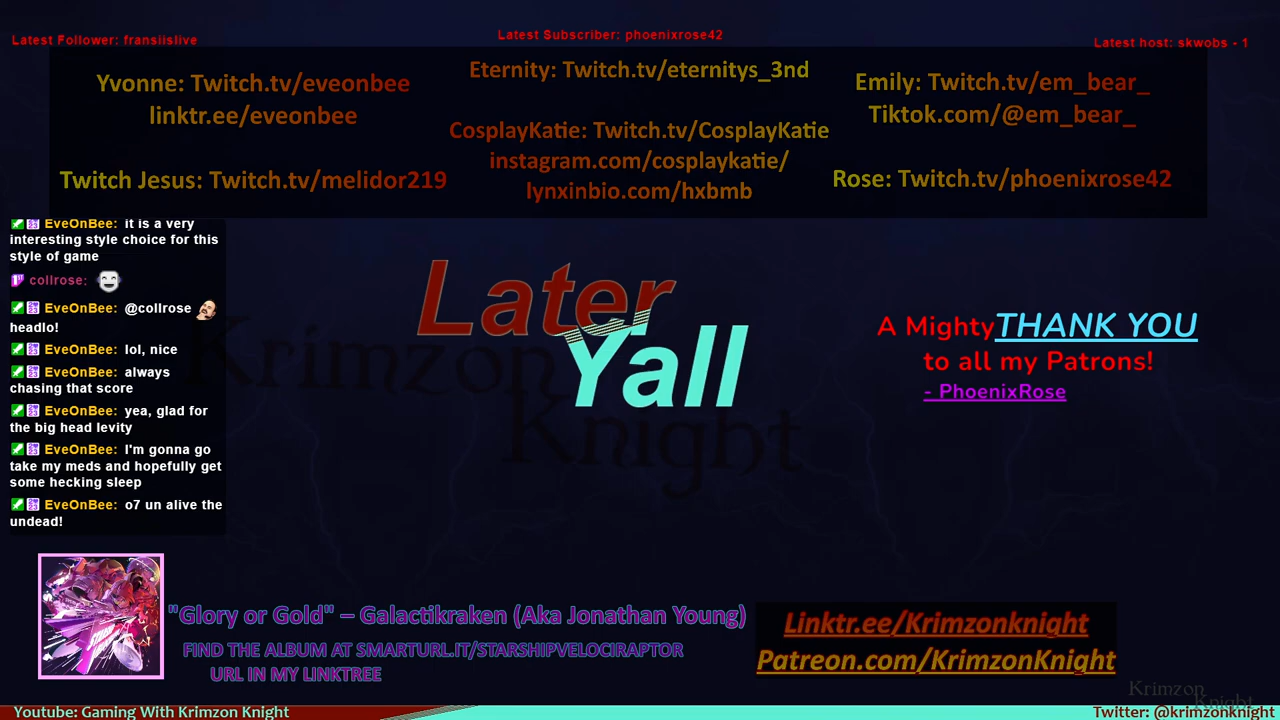 Latest Follower: fransiislive
Latest Subscriber: phoenixrose42
Latest host: skwobs - 1
Yvonne: Twitch.tv/eveonbee
linktr.ee/eveonbee
Twitch Jesus: Twitch.tv/melidor219
Eternity: Twitch.tv/eternitys_3nd
CosplayKatie: Twitch.tv/CosplayKatie
instagram.com/cosplaykatie/
lynxinbio.com/hxbmb
Emily: Twitch.tv/em_bear_
Tiktok.com/@em_bear_
Rose: Twitch.tv/phoenixrose42
EveOnBee: it is a very
interesting style choice for this
style of game
collrose:
EveOnBee: @collrose
headlo!
EveOnBee: lol, nice
EveOnBee: always
chasing that score
EveOnBee: yea, glad for
the big head levity
EveOnBee: I'm gonna go
take my meds and hopefully get
some hecking sleep
EveOnBee: o7 un alive the
undead!
Later
Yall
Krimzon
Knight
A Mighty THANK YOU
to all my Patrons!
- PhoenixRose
"Glory or Gold" – Galactikraken (Aka Jonathan Young)
FIND THE ALBUM AT SMARTURL.IT/STARSHIPVELOCIRAPTOR
URL IN MY LINKTREE
Linktr.ee/Krimzonknight
Patreon.com/KrimzonKnight
Krimzon
Knight
Youtube: Gaming With Krimzon Knight
Twitter: @krimzonknight